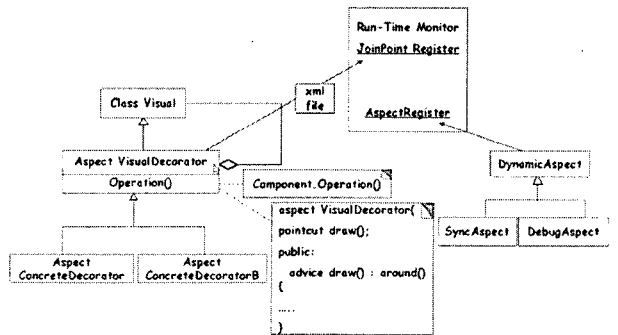 Run-Time Monitor
JoinPoint Register
xml
file
Class Visual
AspectRegister
Aspect VisualDecorator
Operation()
DynamicAspect
Component.Operation()
aspect VisualDecorator{
pointcut draw();
public:
advice draw() : around()
{
.....
}
SyncAspect
DebugAspect
Aspect
ConcreteDecorator
Aspect
ConcreteDecoratorB